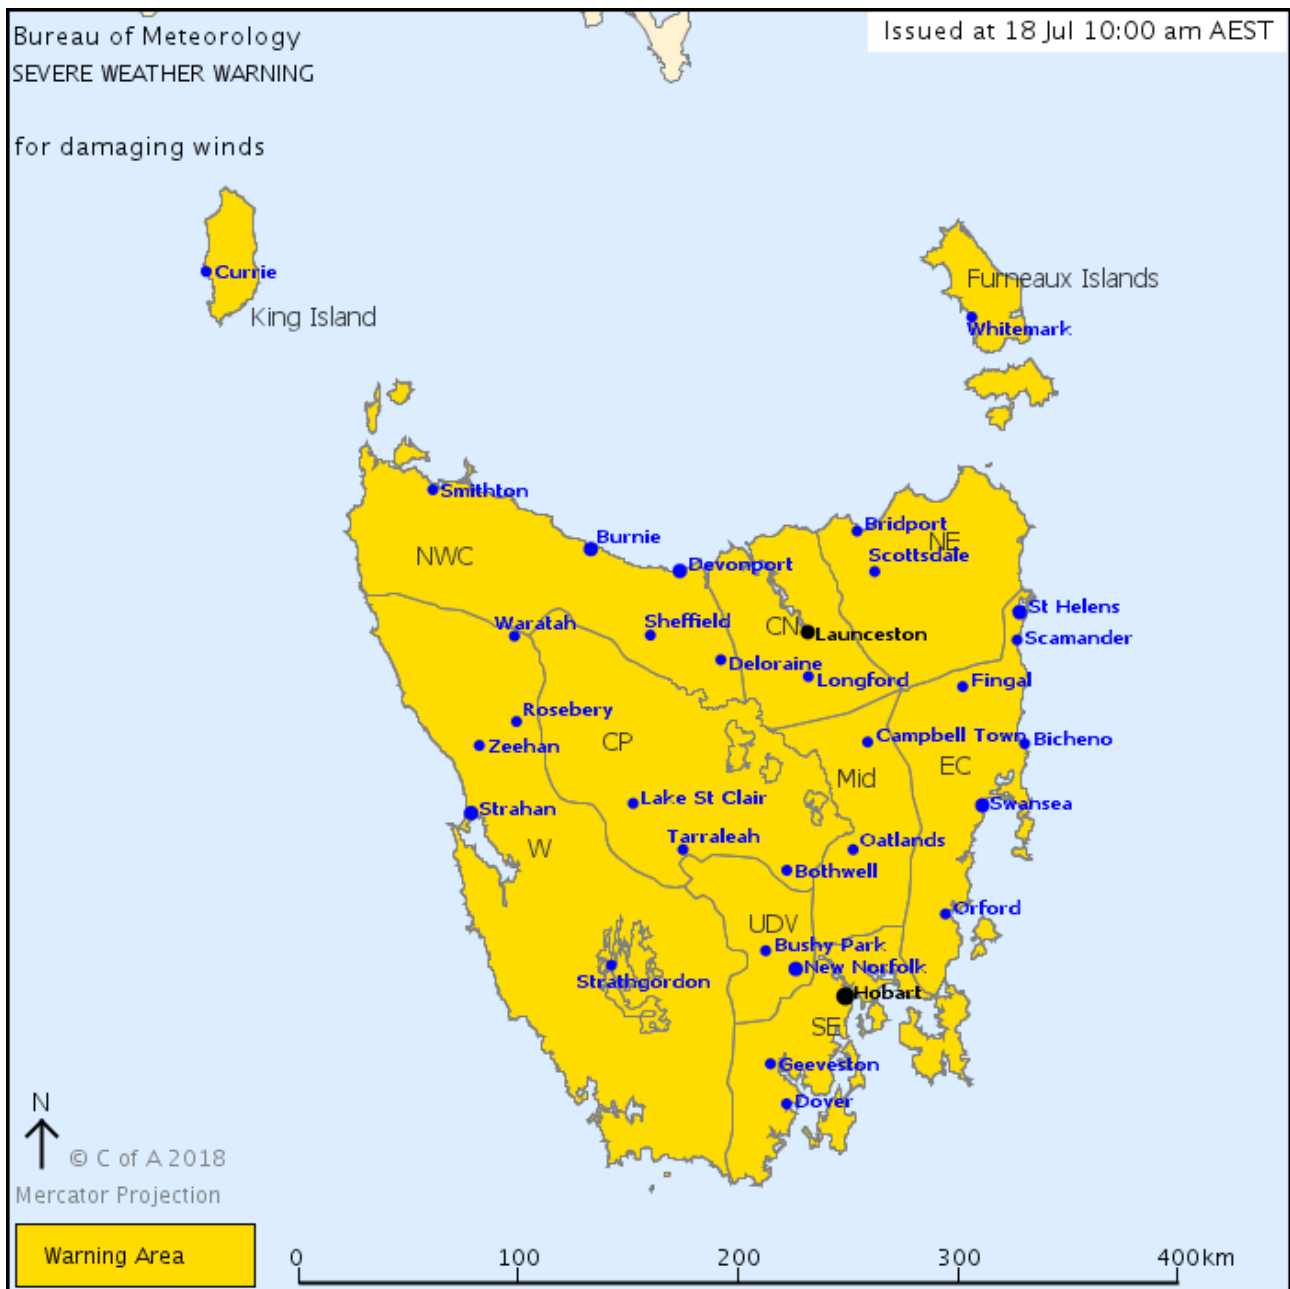 Bureau of Meteorology
Issued at 18 Jul 10:00 am AEST
SEVERE WEATHER WARNING
for damaging winds
Currie
King Island
Furneaux Islands
Whitemark
Smithton
Burnie
NWC
Devonport
Bridport
NE
Scottsdale
St Helens
Waratah
Sheffield
CN
Launceston
Scamander
Deloraine
Longford
Fingal
Rosebery
Zeehan
CP
Campbell Town
Bicheno
Mid
EC
Lake St Clair
Strahan
Swansea
Tarraleah
Oatlands
W
Bothwell
Orford
UDV
Bushy Park
New Norfolk
Strathgordon
Hobart
SE
Geeveston
Dover
N
© C of A 2018
Mercator Projection
Warning Area
0 100 200 300 400km